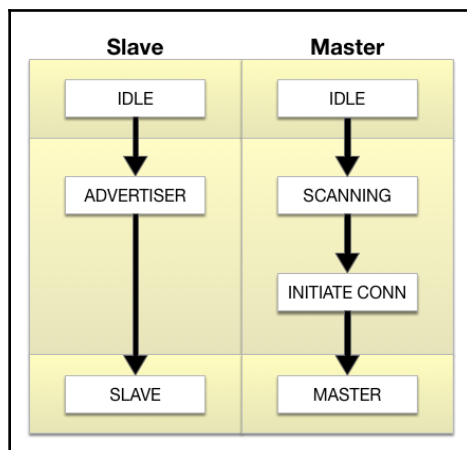 Slave Master
IDLE IDLE
ADVERTISER SCANNING
INITIATE CONN
SLAVE MASTER